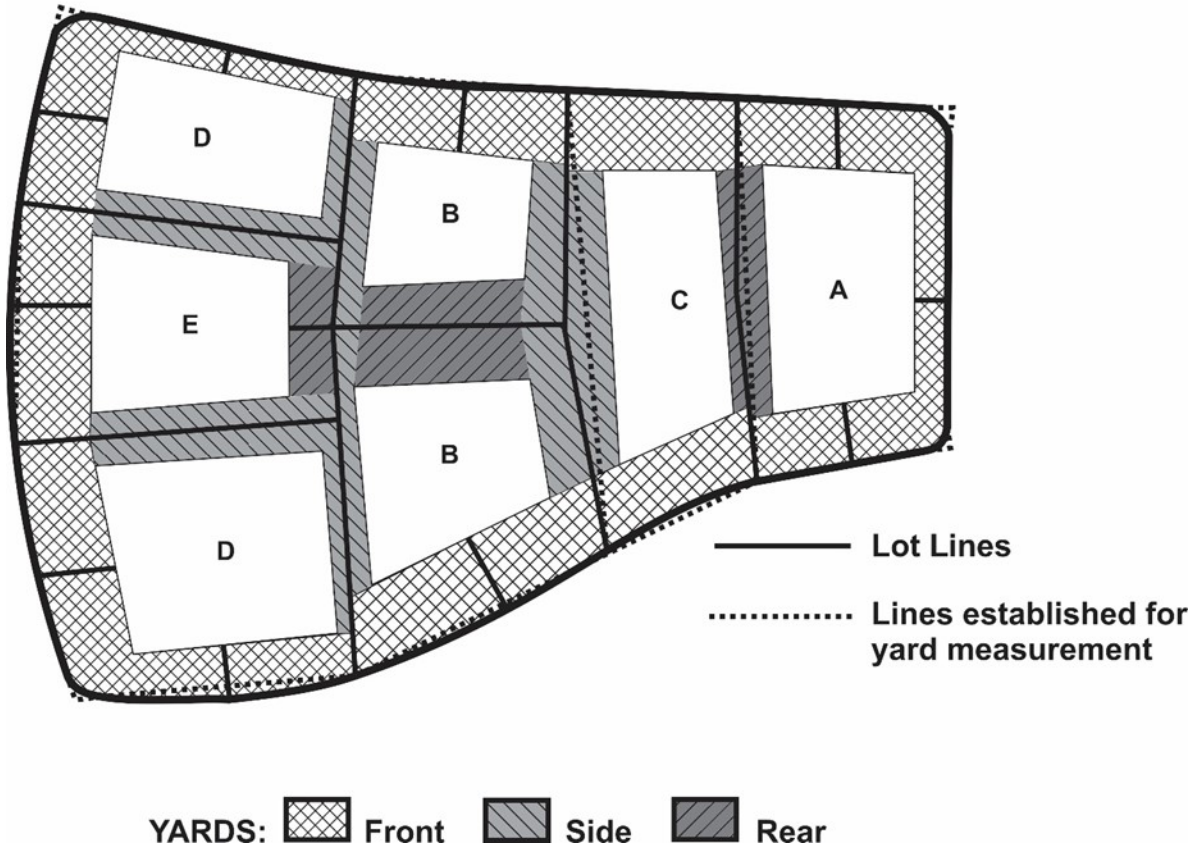 D
B
E
C
A
B
D
Lot Lines
Lines established for
yard measurement
YARDS: Front Side Rear